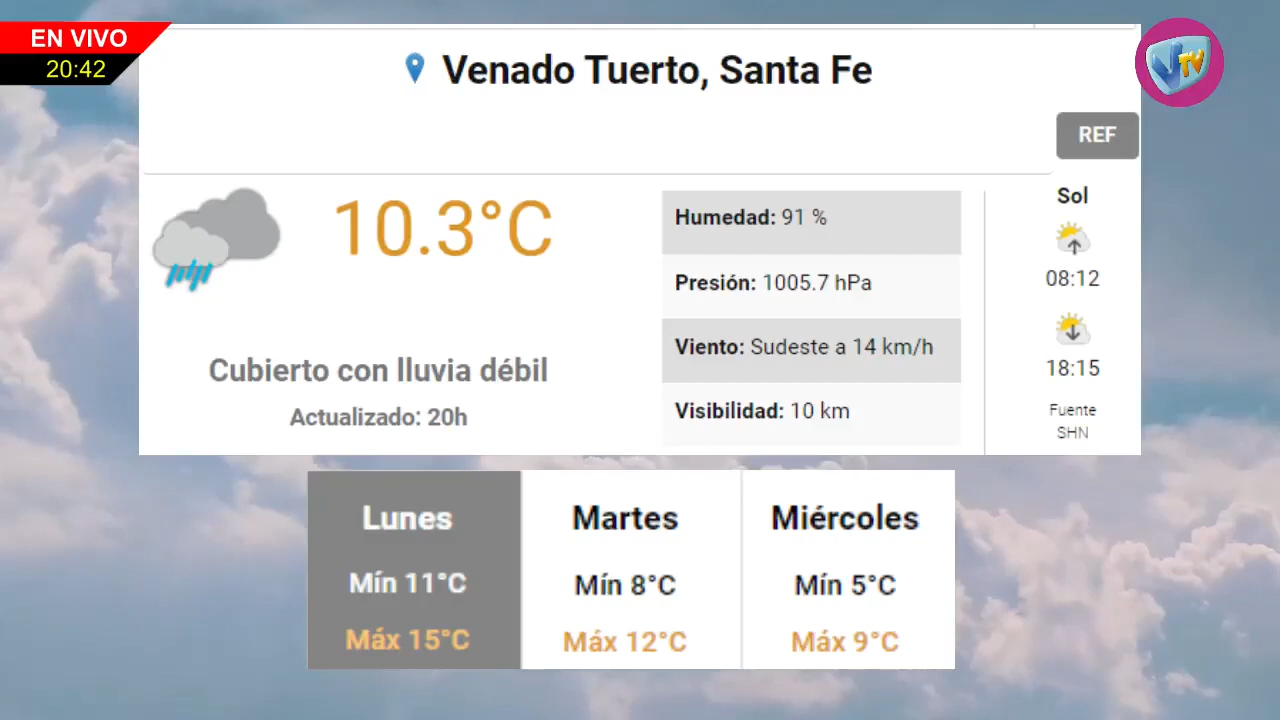 EN VIVO
20:42
Venado Tuerto, Santa Fe
VTV
REF
10.3°C
Cubierto con lluvia débil
Actualizado: 20h
Humedad: 91 %
Presión: 1005.7 hPa
Viento: Sudeste a 14 km/h
Visibilidad: 10 km
Sol
08:12
18:15
Fuente
SHN
Lunes
Mín 11°C
Máx 15°C
Martes
Mín 8°C
Máx 12°C
Miércoles
Mín 5°C
Máx 9°C